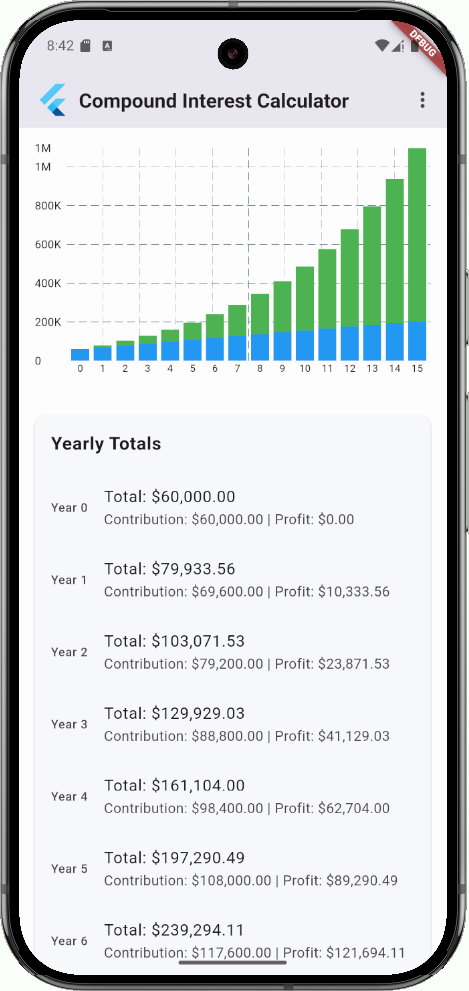 8:42
DEBUG
Compound Interest Calculator
1M
1M
800K
600K
400K
200K
0
0 1 2 3 4 5 6 7 8 9 10 11 12 13 14 15
Yearly Totals
Year 0
Total: $60,000.00
Contribution: $60,000.00 | Profit: $0.00
Year 1
Total: $79,933.56
Contribution: $69,600.00 | Profit: $10,333.56
Year 2
Total: $103,071.53
Contribution: $79,200.00 | Profit: $23,871.53
Year 3
Total: $129,929.03
Contribution: $88,800.00 | Profit: $41,129.03
Year 4
Total: $161,104.00
Contribution: $98,400.00 | Profit: $62,704.00
Year 5
Total: $197,290.49
Contribution: $108,000.00 | Profit: $89,290.49
Year 6
Total: $239,294.11
Contribution: $117,600.00 | Profit: $121,694.11